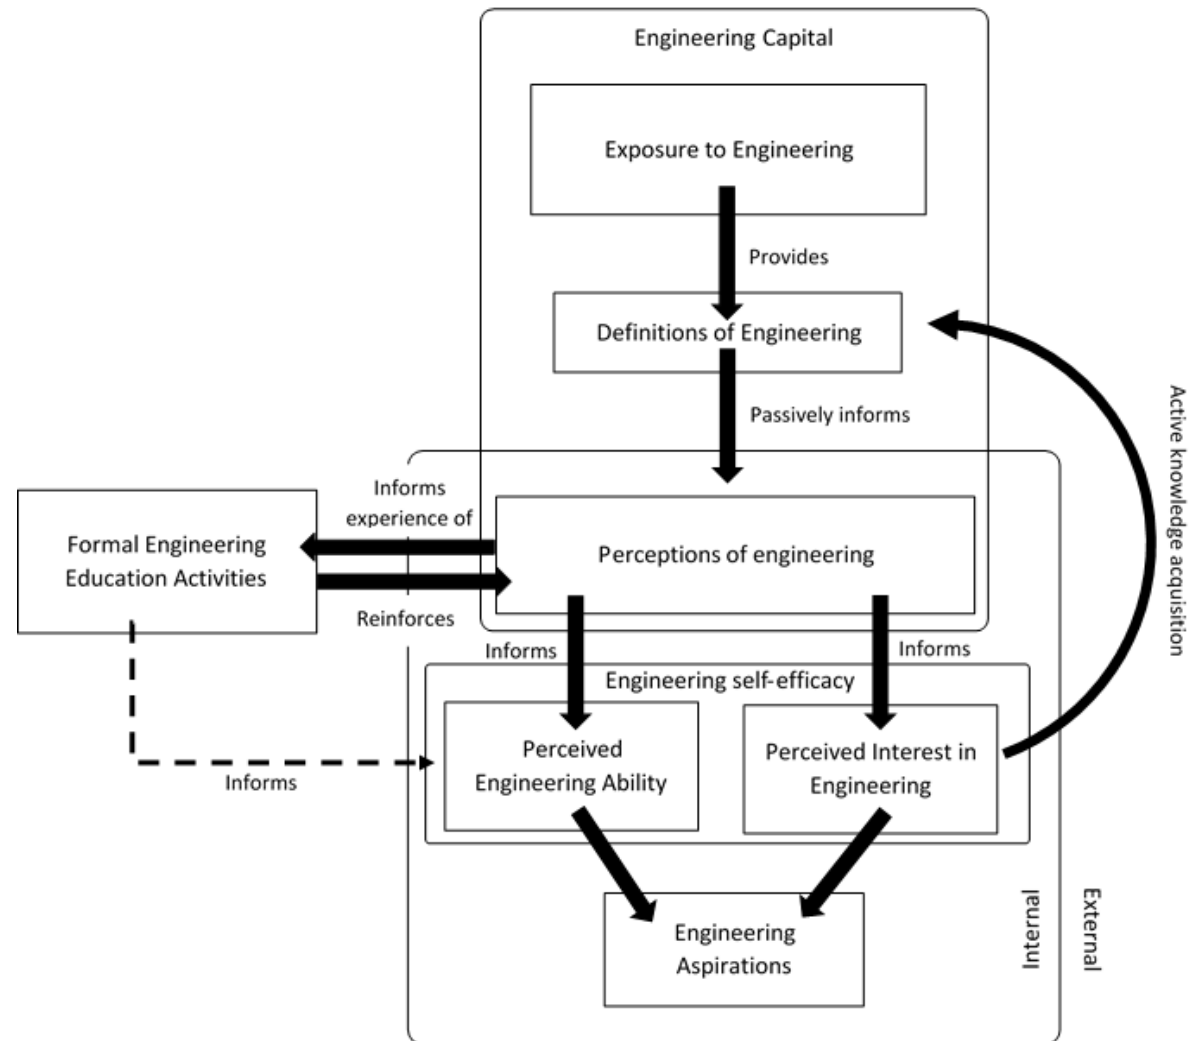 Engineering Capital
Exposure to Engineering
Provides
Definitions of Engineering
Passively informs
Active knowledge acquisition
Informs
experience of
Formal Engineering
Education Activities
Perceptions of engineering
Reinforces
Informs
Informs
Engineering self-efficacy
Perceived
Engineering Ability
Perceived Interest in
Engineering
Informs
Engineering
Aspirations
Internal
External